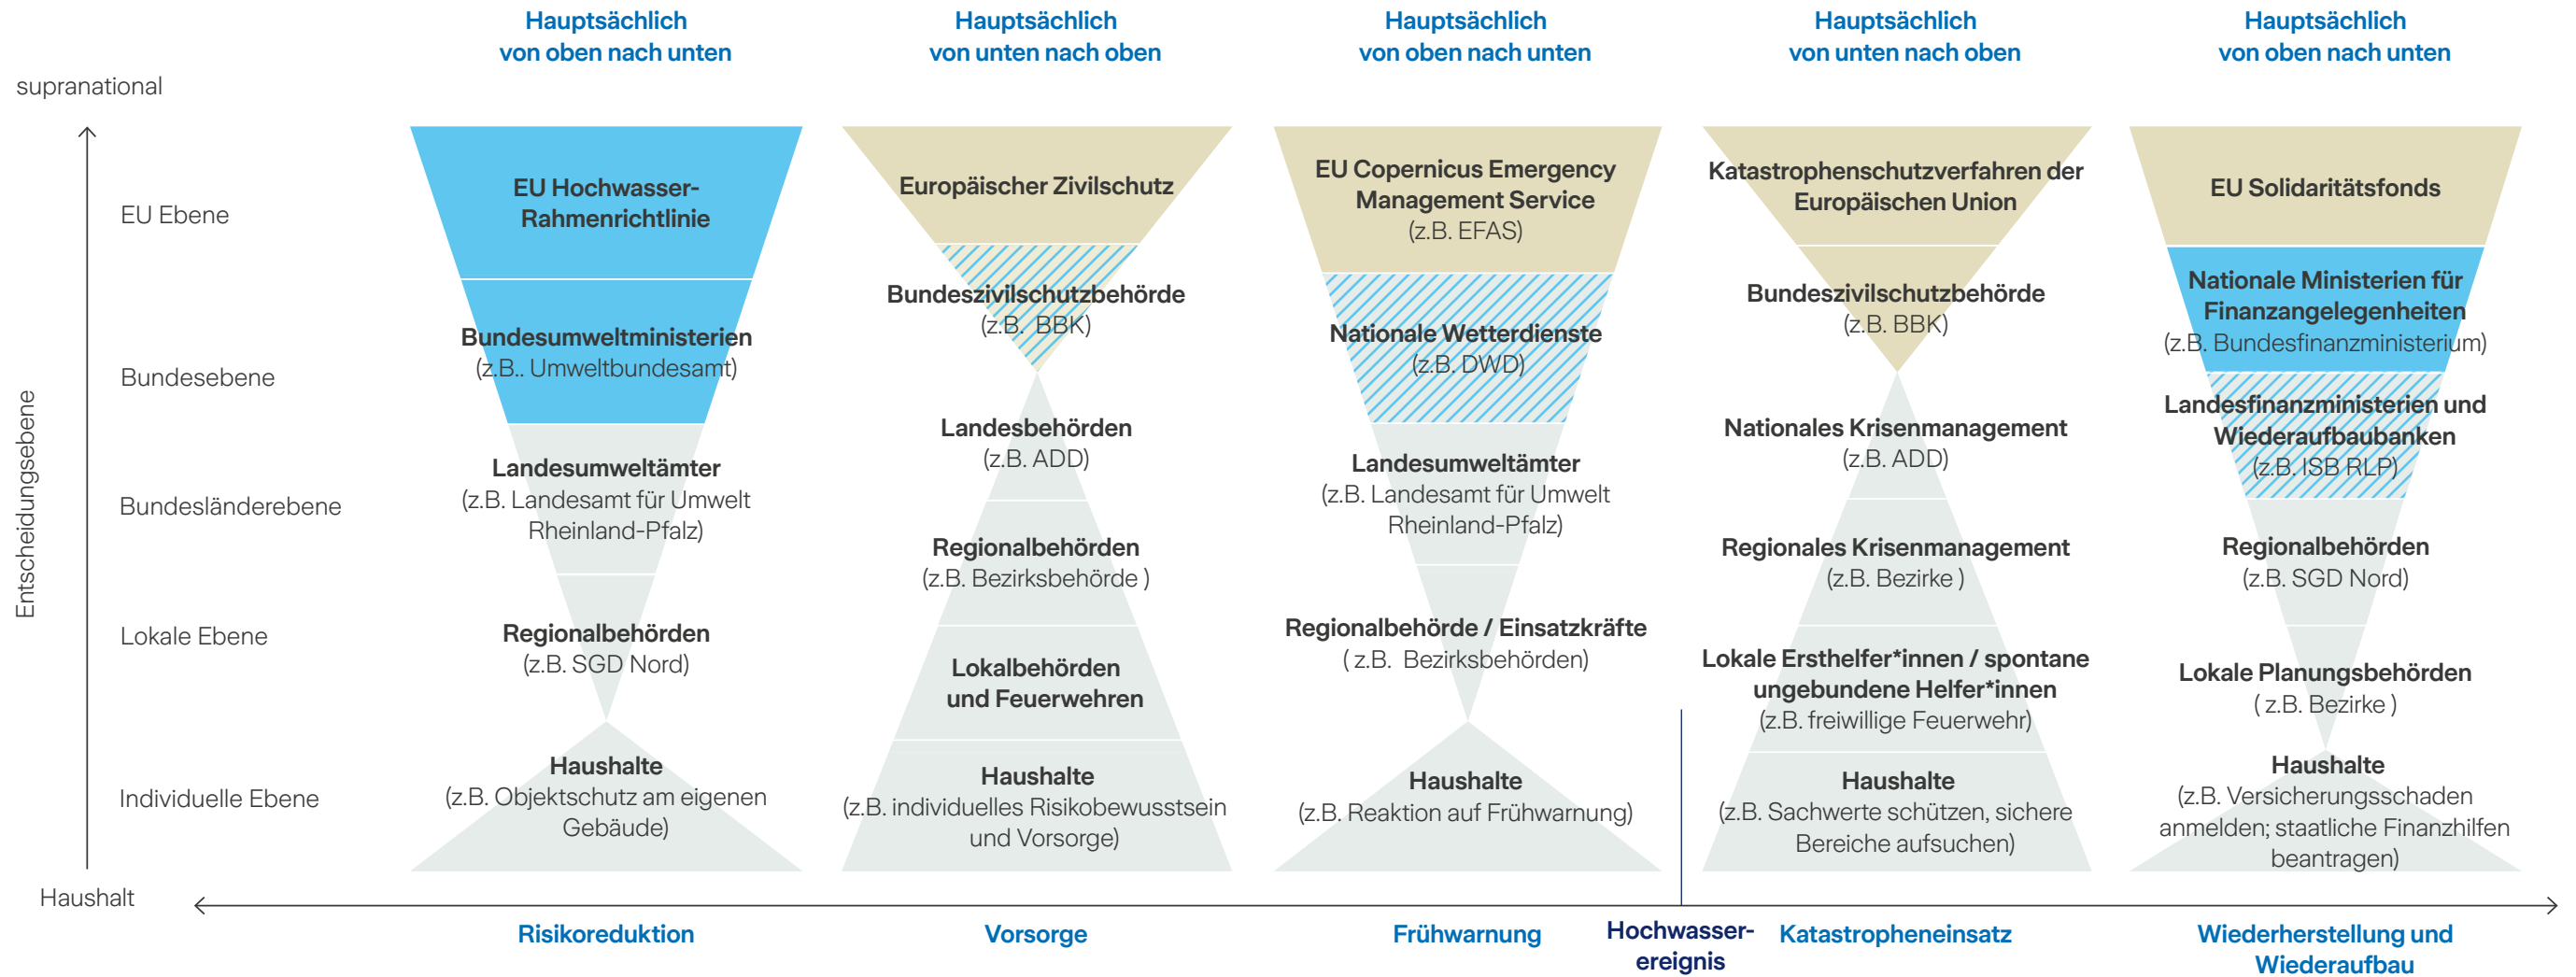 Hauptsächlich
von oben nach unten
Hauptsächlich
von unten nach oben
Hauptsächlich
von oben nach unten
Hauptsächlich
von unten nach oben
Hauptsächlich
von oben nach unten
supranational
Entscheidungsebene
EU Ebene
Bundesebene
Bundesländerebene
Lokale Ebene
Individuelle Ebene
Haushalt
EU Hochwasser-
Rahmenrichtlinie
Bundesumweltministerien
(z.B.. Umweltbundesamt)
Landesumweltämter
(z.B. Landesamt für Umwelt
Rheinland-Pfalz)
Regionalbehörden
(z.B. SGD Nord)
Haushalte
(z.B. Objektschutz am eigenen
Gebäude)
Europäischer Zivilschutz
Bundeszivilschutzbehörde
(z.B.  BBK)
Landesbehörden
(z.B. ADD)
Regionalbehörden
(z.B. Bezirksbehörde )
Lokalbehörden
und Feuerwehren
Haushalte
(z.B. individuelles Risikobewusstsein
und Vorsorge)
EU Copernicus Emergency
Management Service
(z.B. EFAS)
Nationale Wetterdienste
(z.B. DWD)
Landesumweltämter
(z.B. Landesamt für Umwelt
Rheinland-Pfalz)
Regionalbehörde / Einsatzkräfte
( z.B.  Bezirksbehörden)
Haushalte
(z.B. Reaktion auf Frühwarnung)
Katastrophenschutzverfahren der
Europäischen Union
Bundeszivilschutzbehörde
(z.B. BBK)
Nationales Krisenmanagement
(z.B. ADD)
Regionales Krisenmanagement
(z.B. Bezirke )
Lokale Ersthelfer*innen / spontane
ungebundene Helfer*innen
(z.B. freiwillige Feuerwehr)
Haushalte
(z.B. Sachwerte schützen, sichere
Bereiche aufsuchen)
EU Solidaritätsfonds
Nationale Ministerien für
Finanzangelegenheiten
(z.B. Bundesfinanzministerium)
Landesfinanzministerien und
Wiederaufbaubanken
(z.B. ISB RLP)
Regionalbehörden
(z.B. SGD Nord)
Lokale Planungsbehörden
( z.B. Bezirke )
Haushalte
(z.B. Versicherungsschaden
anmelden; staatliche Finanzhilfen
beantragen)
Risikoreduktion
Vorsorge
Frühwarnung
Hochwasser-
ereignis
Katastropheneinsatz
Wiederherstellung und
Wiederaufbau